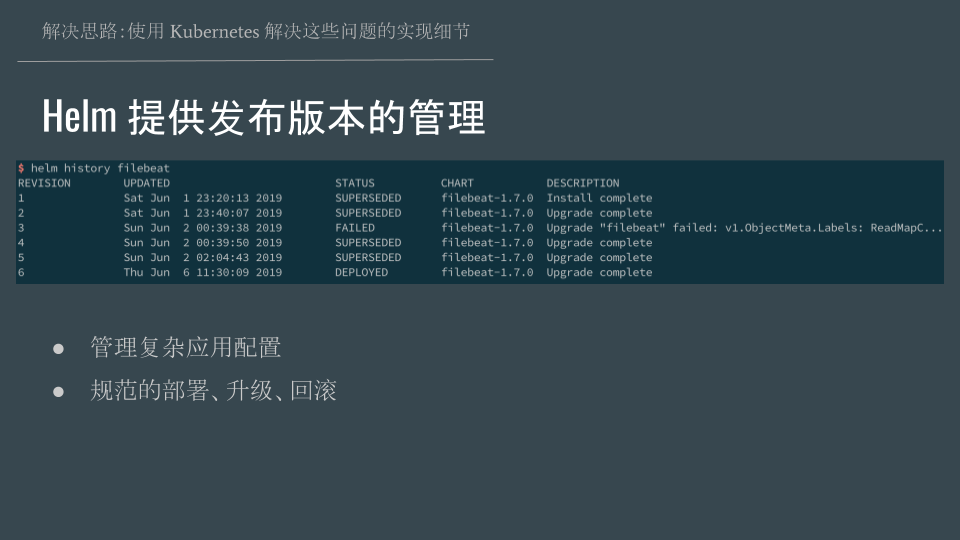 解决思路：使用 Kubernetes 解决这些问题的实现细节
Helm 提供发布版本的管理
$ helm history filebeat
REVISION UPDATED STATUS CHART DESCRIPTION
1 Sat Jun 1 23:20:13 2019 SUPERSEDED filebeat-1.7.0 Install complete
2 Sat Jun 1 23:40:07 2019 SUPERSEDED filebeat-1.7.0 Upgrade complete
3 Sun Jun 2 00:39:38 2019 FAILED filebeat-1.7.0 Upgrade "filebeat" failed: v1.ObjectMeta.Labels: ReadMapC...
4 Sun Jun 2 00:39:50 2019 SUPERSEDED filebeat-1.7.0 Upgrade complete
5 Sun Jun 2 02:04:43 2019 SUPERSEDED filebeat-1.7.0 Upgrade complete
6 Thu Jun 6 11:30:09 2019 DEPLOYED filebeat-1.7.0 Upgrade complete
● 管理复杂应用配置
● 规范的部署、升级、回滚